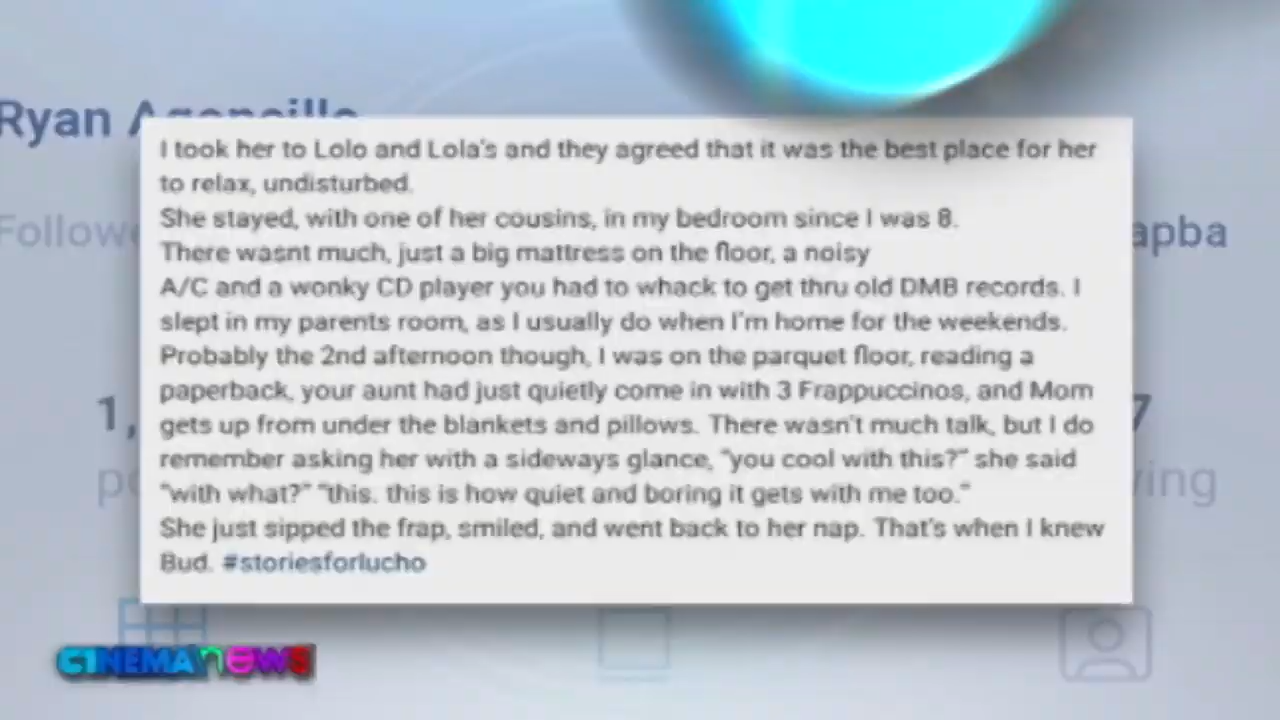 Ryan Agoncillo
I took her to Lolo and Lola's and they agreed that it was the best place for her
to relax, undisturbed.
She stayed, with one of her cousins, in my bedroom since I was 8.
There wasnt much, just a big mattress on the floor, a noisy
A/C and a wonky CD player you had to whack to get thru old DMB records. I
slept in my parents room, as I usually do when I'm home for the weekends.
Probably the 2nd afternoon though, I was on the parquet floor, reading a
paperback, your aunt had just quietly come in with 3 Frappuccinos, and Mom
gets up from under the blankets and pillows. There wasn't much talk, but I do
remember asking her with a sideways glance, "you cool with this?" she said
"with what?" "this. this is how quiet and boring it gets with me too."
She just sipped the frap, smiled, and went back to her nap. That's when I knew
Bud. #storiesforlucho
Followe
apba
1,
7
po
ving
CINEMANEWS